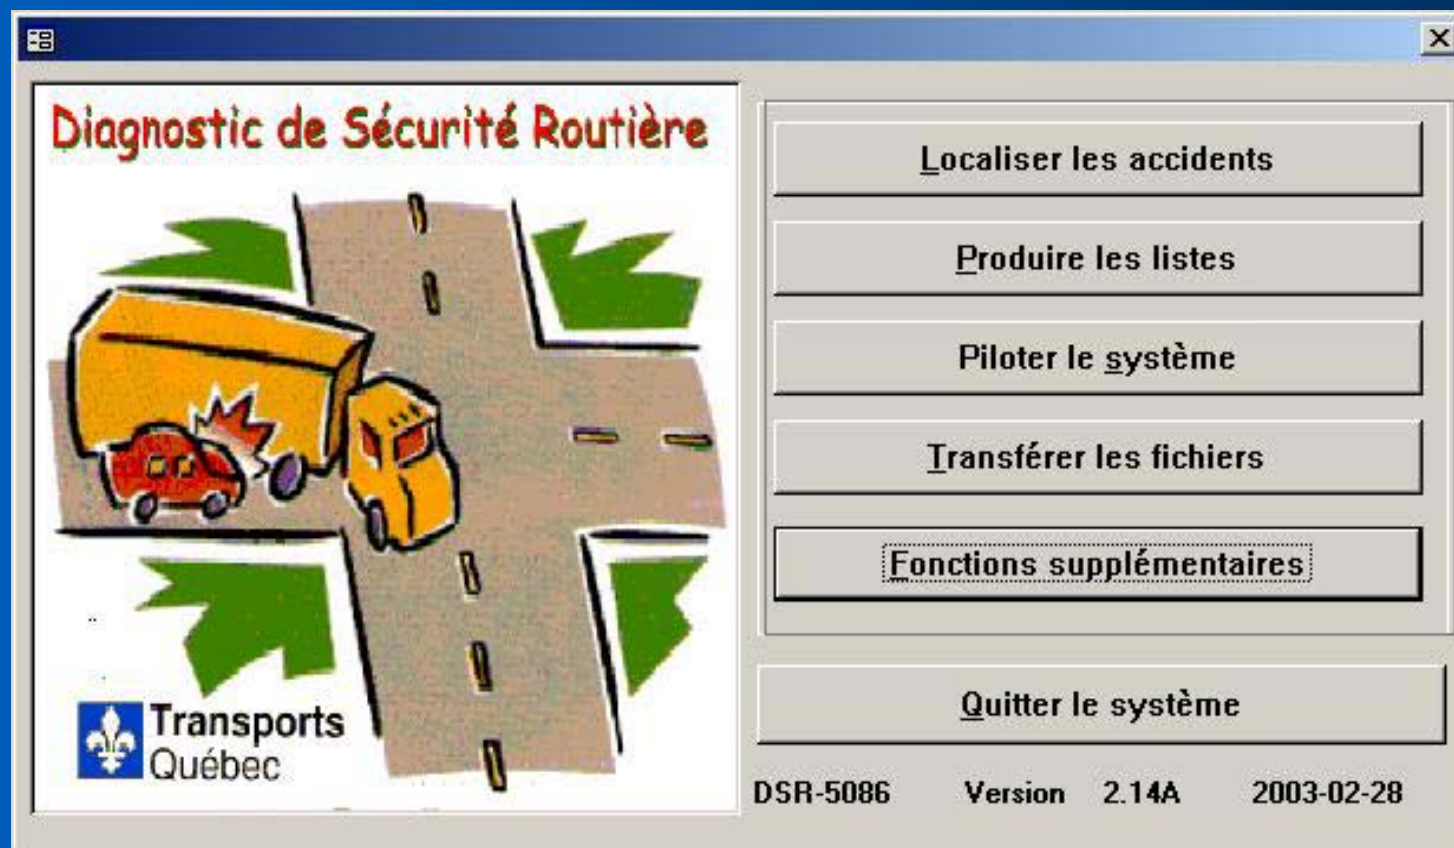 Diagnostic de Sécurité Routière
Transports
Québec
Localiser les accidents
Produire les listes
Piloter le système
Transférer les fichiers
Fonctions supplémentaires
Quitter le système
DSR-5086 Version 2.14A 2003-02-28